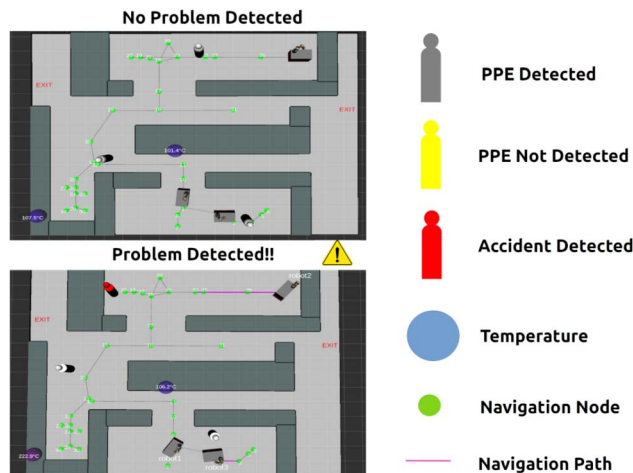 No Problem Detected
EXIT
EXIT
101.4°C
107.5°C
Problem Detected!!
robot2
EXIT
EXIT
106.2°C
222.9°C
robot1
robot3
PPE Detected
PPE Not Detected
Accident Detected
Temperature
Navigation Node
Navigation Path